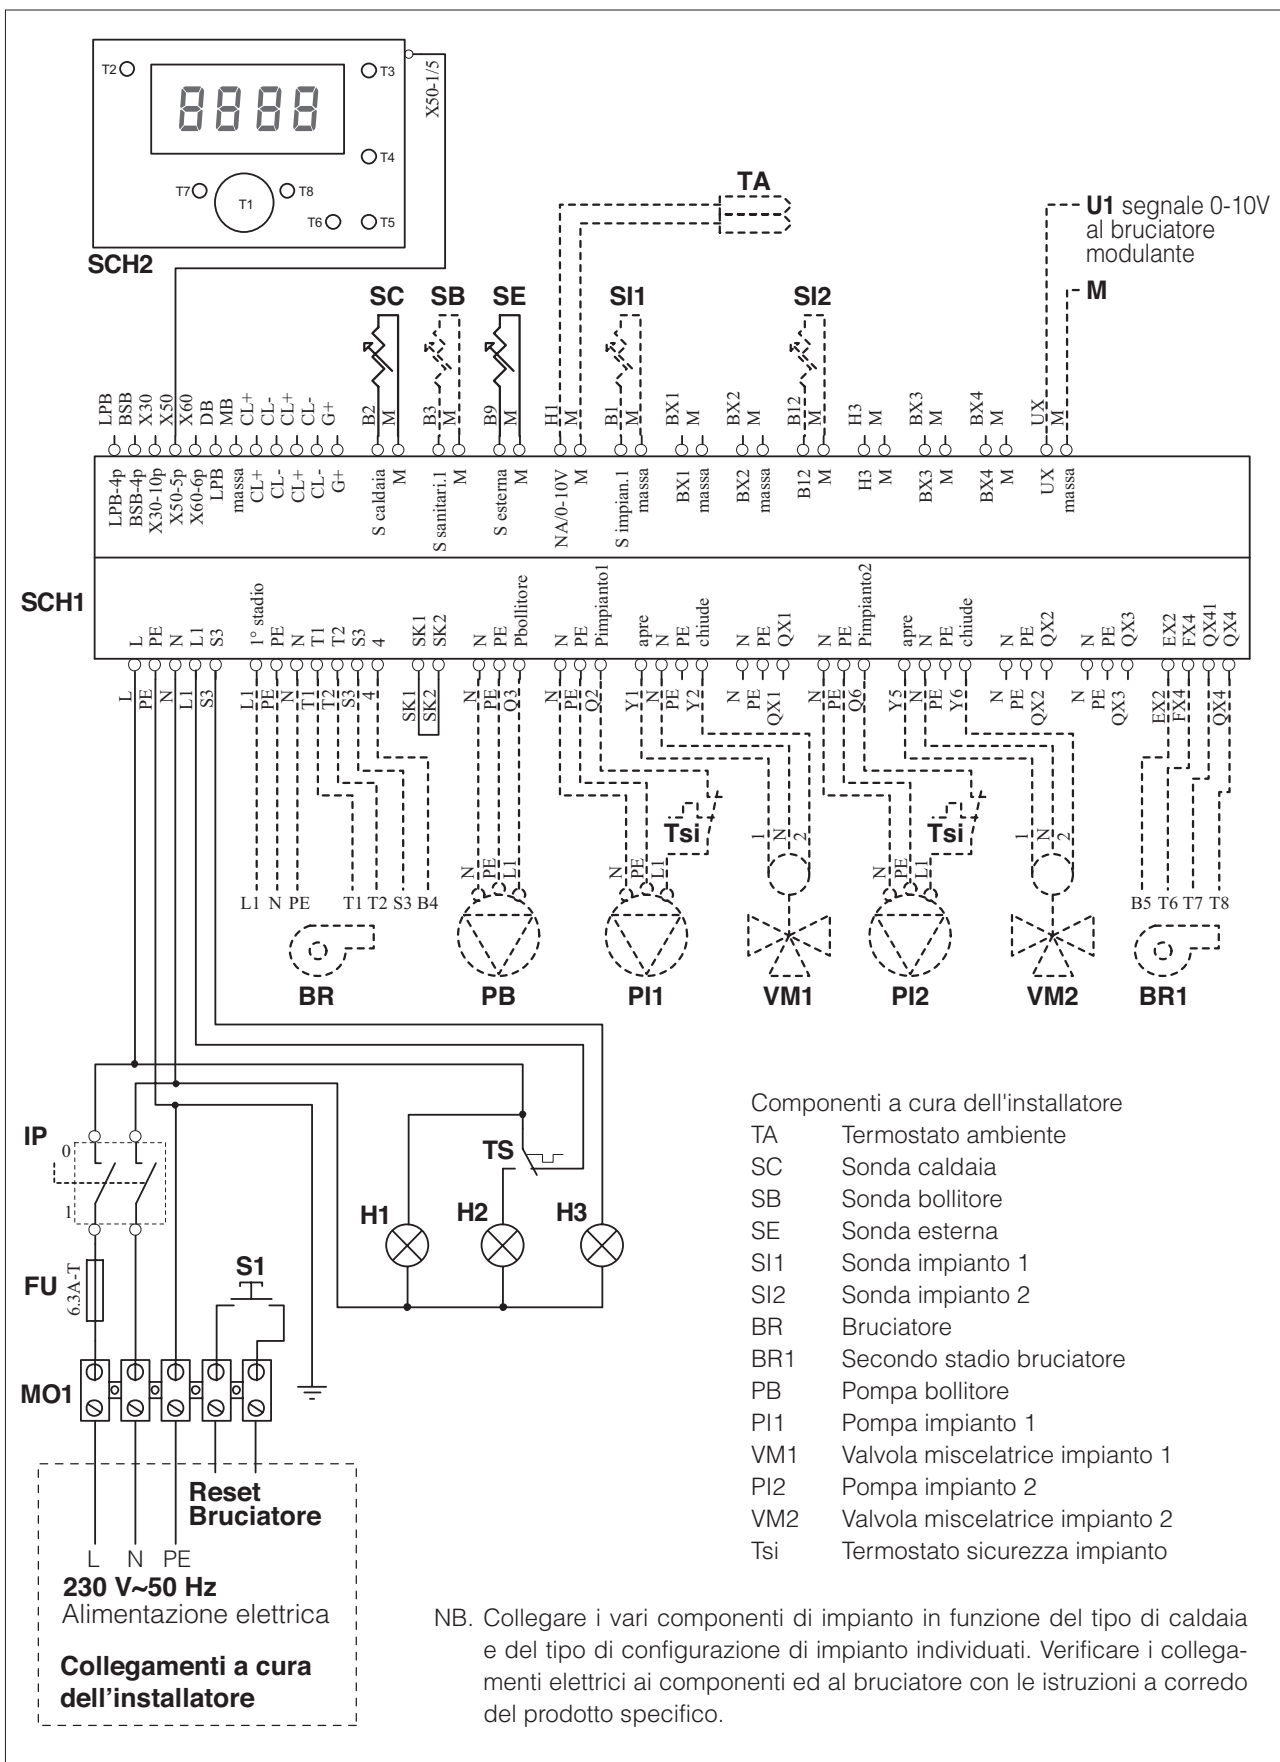 T2
T3
T4
T7
T8
T1
T6
T5
SCH2
X50-1/5
TA
U1 segnale 0-10V
al bruciatore
modulante
M
SC SB SE SI1 SI2
LPB BSB X30 X50 X60 DB MB CL+ CL- CL+ CL- G+ B2 M B3 M B9 M H1 M B1 M BX1 M BX2 M B12 M H3 M BX3 M BX4 M UX M
LPB-4p BSB-4p X30-10p X50-5p X60-6p LPB massa CL+ CL- CL+ CL- G+ S caldaia M S sanitari.1 M S esterna M NA/0-10V M S impian.1 massa BX1 massa BX2 massa B12 M H3 M BX3 M BX4 M UX massa
SCH1
L PE N L1 S3 1° stadio PE N T1 T2 S3 4 SK1 SK2 N PE Pbollitore N PE Pimpianto1 apre N PE chiude N PE QX1 N PE Pimpianto2 apre N PE chiude N PE QX2 N PE QX3 EX2 FX4 QX41 QX4
L PE N L1 S3 L1 PE N T1 T2 S3 4 SK1 SK2 N PE Q3 N PE Q2 Y1 N PE Y2 N PE QX1 N PE Q6 Y5 N PE Y6 N PE QX2 N PE QX3 EX2 FX4 QX41 QX4
Tsi Tsi
1 N 2 1 N 2
N PE L1 N PE L1 N PE L1
L1 N PE T1 T2 S3 B4 B5 T6 T7 T8
BR PB PI1 VM1 PI2 VM2 BR1
IP
0
1
TS
H1 H2 H3
FU
6.3A-T
S1
MO1
Reset
Bruciatore
L N PE
230 V~50 Hz
Alimentazione elettrica
Collegamenti a cura
dell'installatore
Componenti a cura dell'installatore
TA Termostato ambiente
SC Sonda caldaia
SB Sonda bollitore
SE Sonda esterna
SI1 Sonda impianto 1
SI2 Sonda impianto 2
BR Bruciatore
BR1 Secondo stadio bruciatore
PB Pompa bollitore
PI1 Pompa impianto 1
VM1 Valvola miscelatrice impianto 1
PI2 Pompa impianto 2
VM2 Valvola miscelatrice impianto 2
Tsi Termostato sicurezza impianto
NB. Collegare i vari componenti di impianto in funzione del tipo di caldaia
e del tipo di configurazione di impianto individuati. Verificare i collega-
menti elettrici ai componenti ed al bruciatore con le istruzioni a corredo
del prodotto specifico.